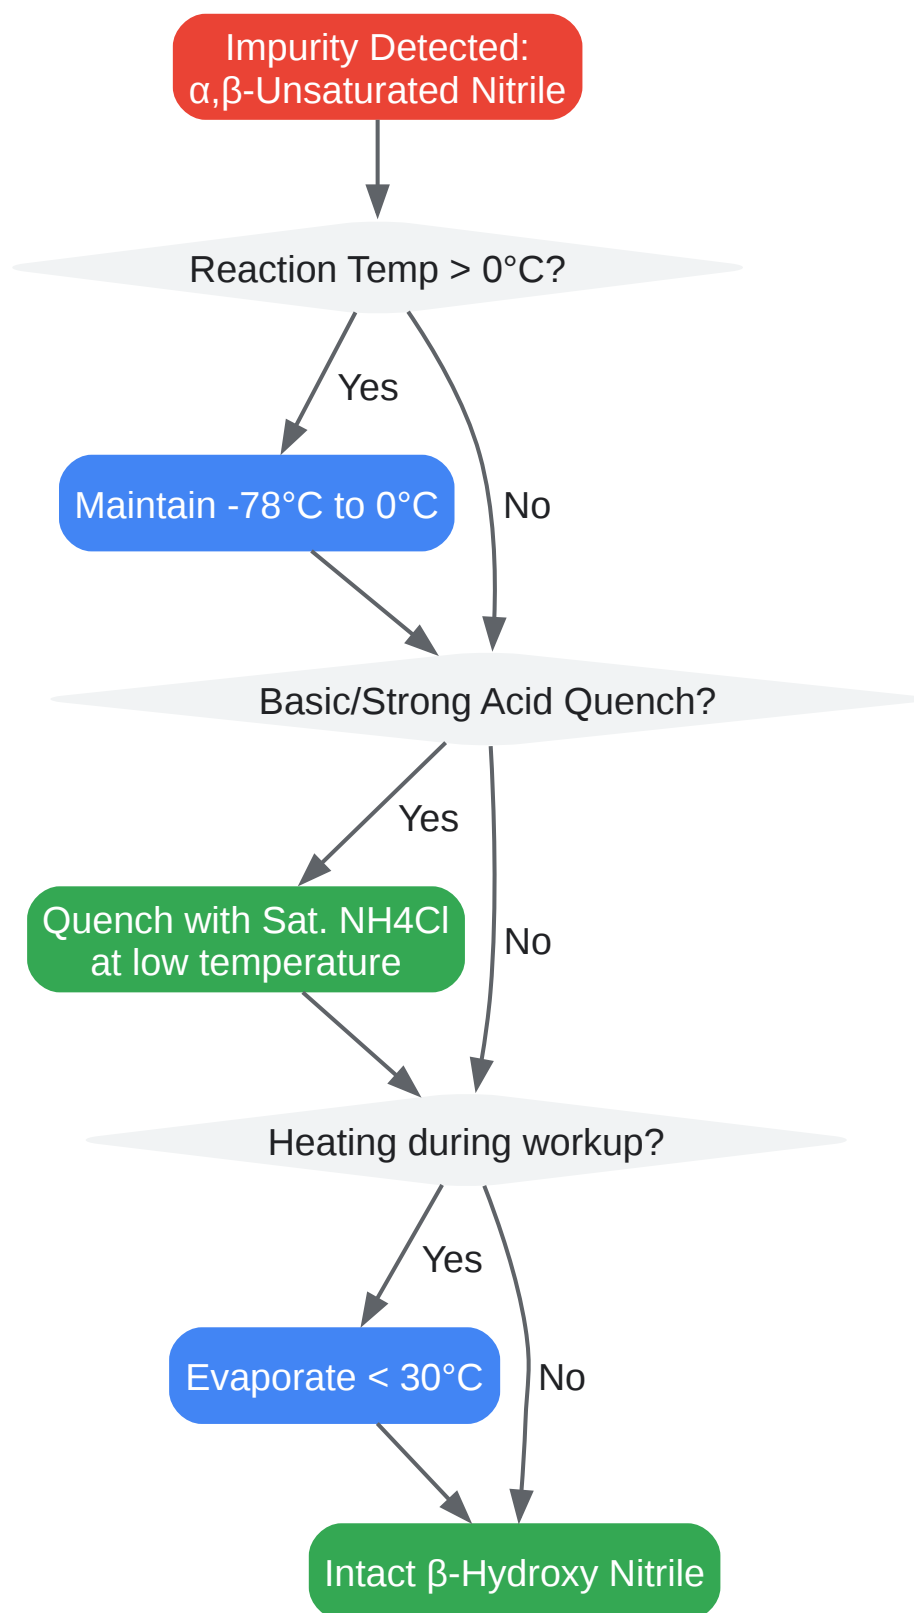 Impurity Detected:
α,β-Unsaturated Nitrile
Reaction Temp > 0°C?
Yes
Maintain -78°C to 0°C
No
Basic/Strong Acid Quench?
Yes
Quench with Sat. NH4Cl
at low temperature
No
Heating during workup?
Yes
Evaporate < 30°C
No
Intact β-Hydroxy Nitrile